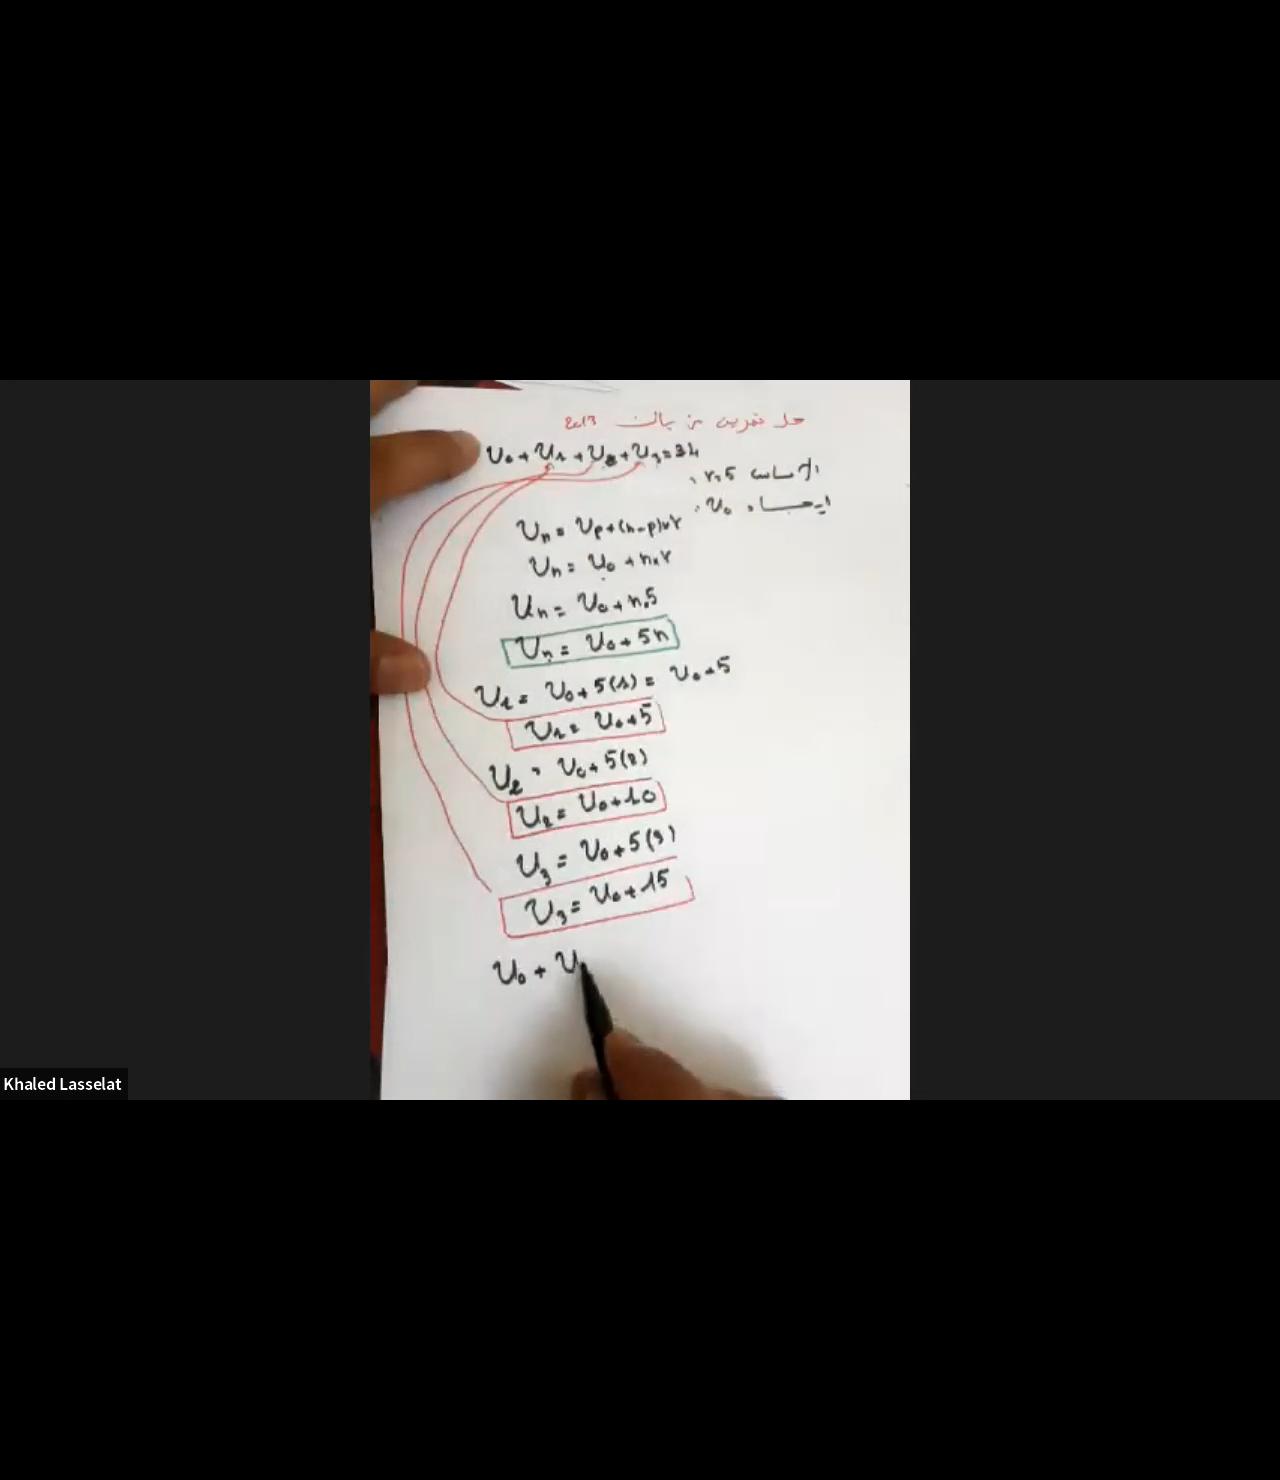 حل تمرين من باك 2013
U₀ + U₁ + U₂ + U₃ = 34
الأساس r=5
ايجاد U₀
Uₙ = Uₚ + (n-p)×r
Uₙ = U₀ + n×r
Uₙ = U₀ + n.5
Uₙ = U₀ + 5n
U₁ = U₀ + 5(1) = U₀ + 5
U₁ = U₀ + 5
U₂ = U₀ + 5(2)
U₂ = U₀ + 10
U₃ = U₀ + 5(3)
U₃ = U₀ + 15
U₀ + U
Khaled Lasselat